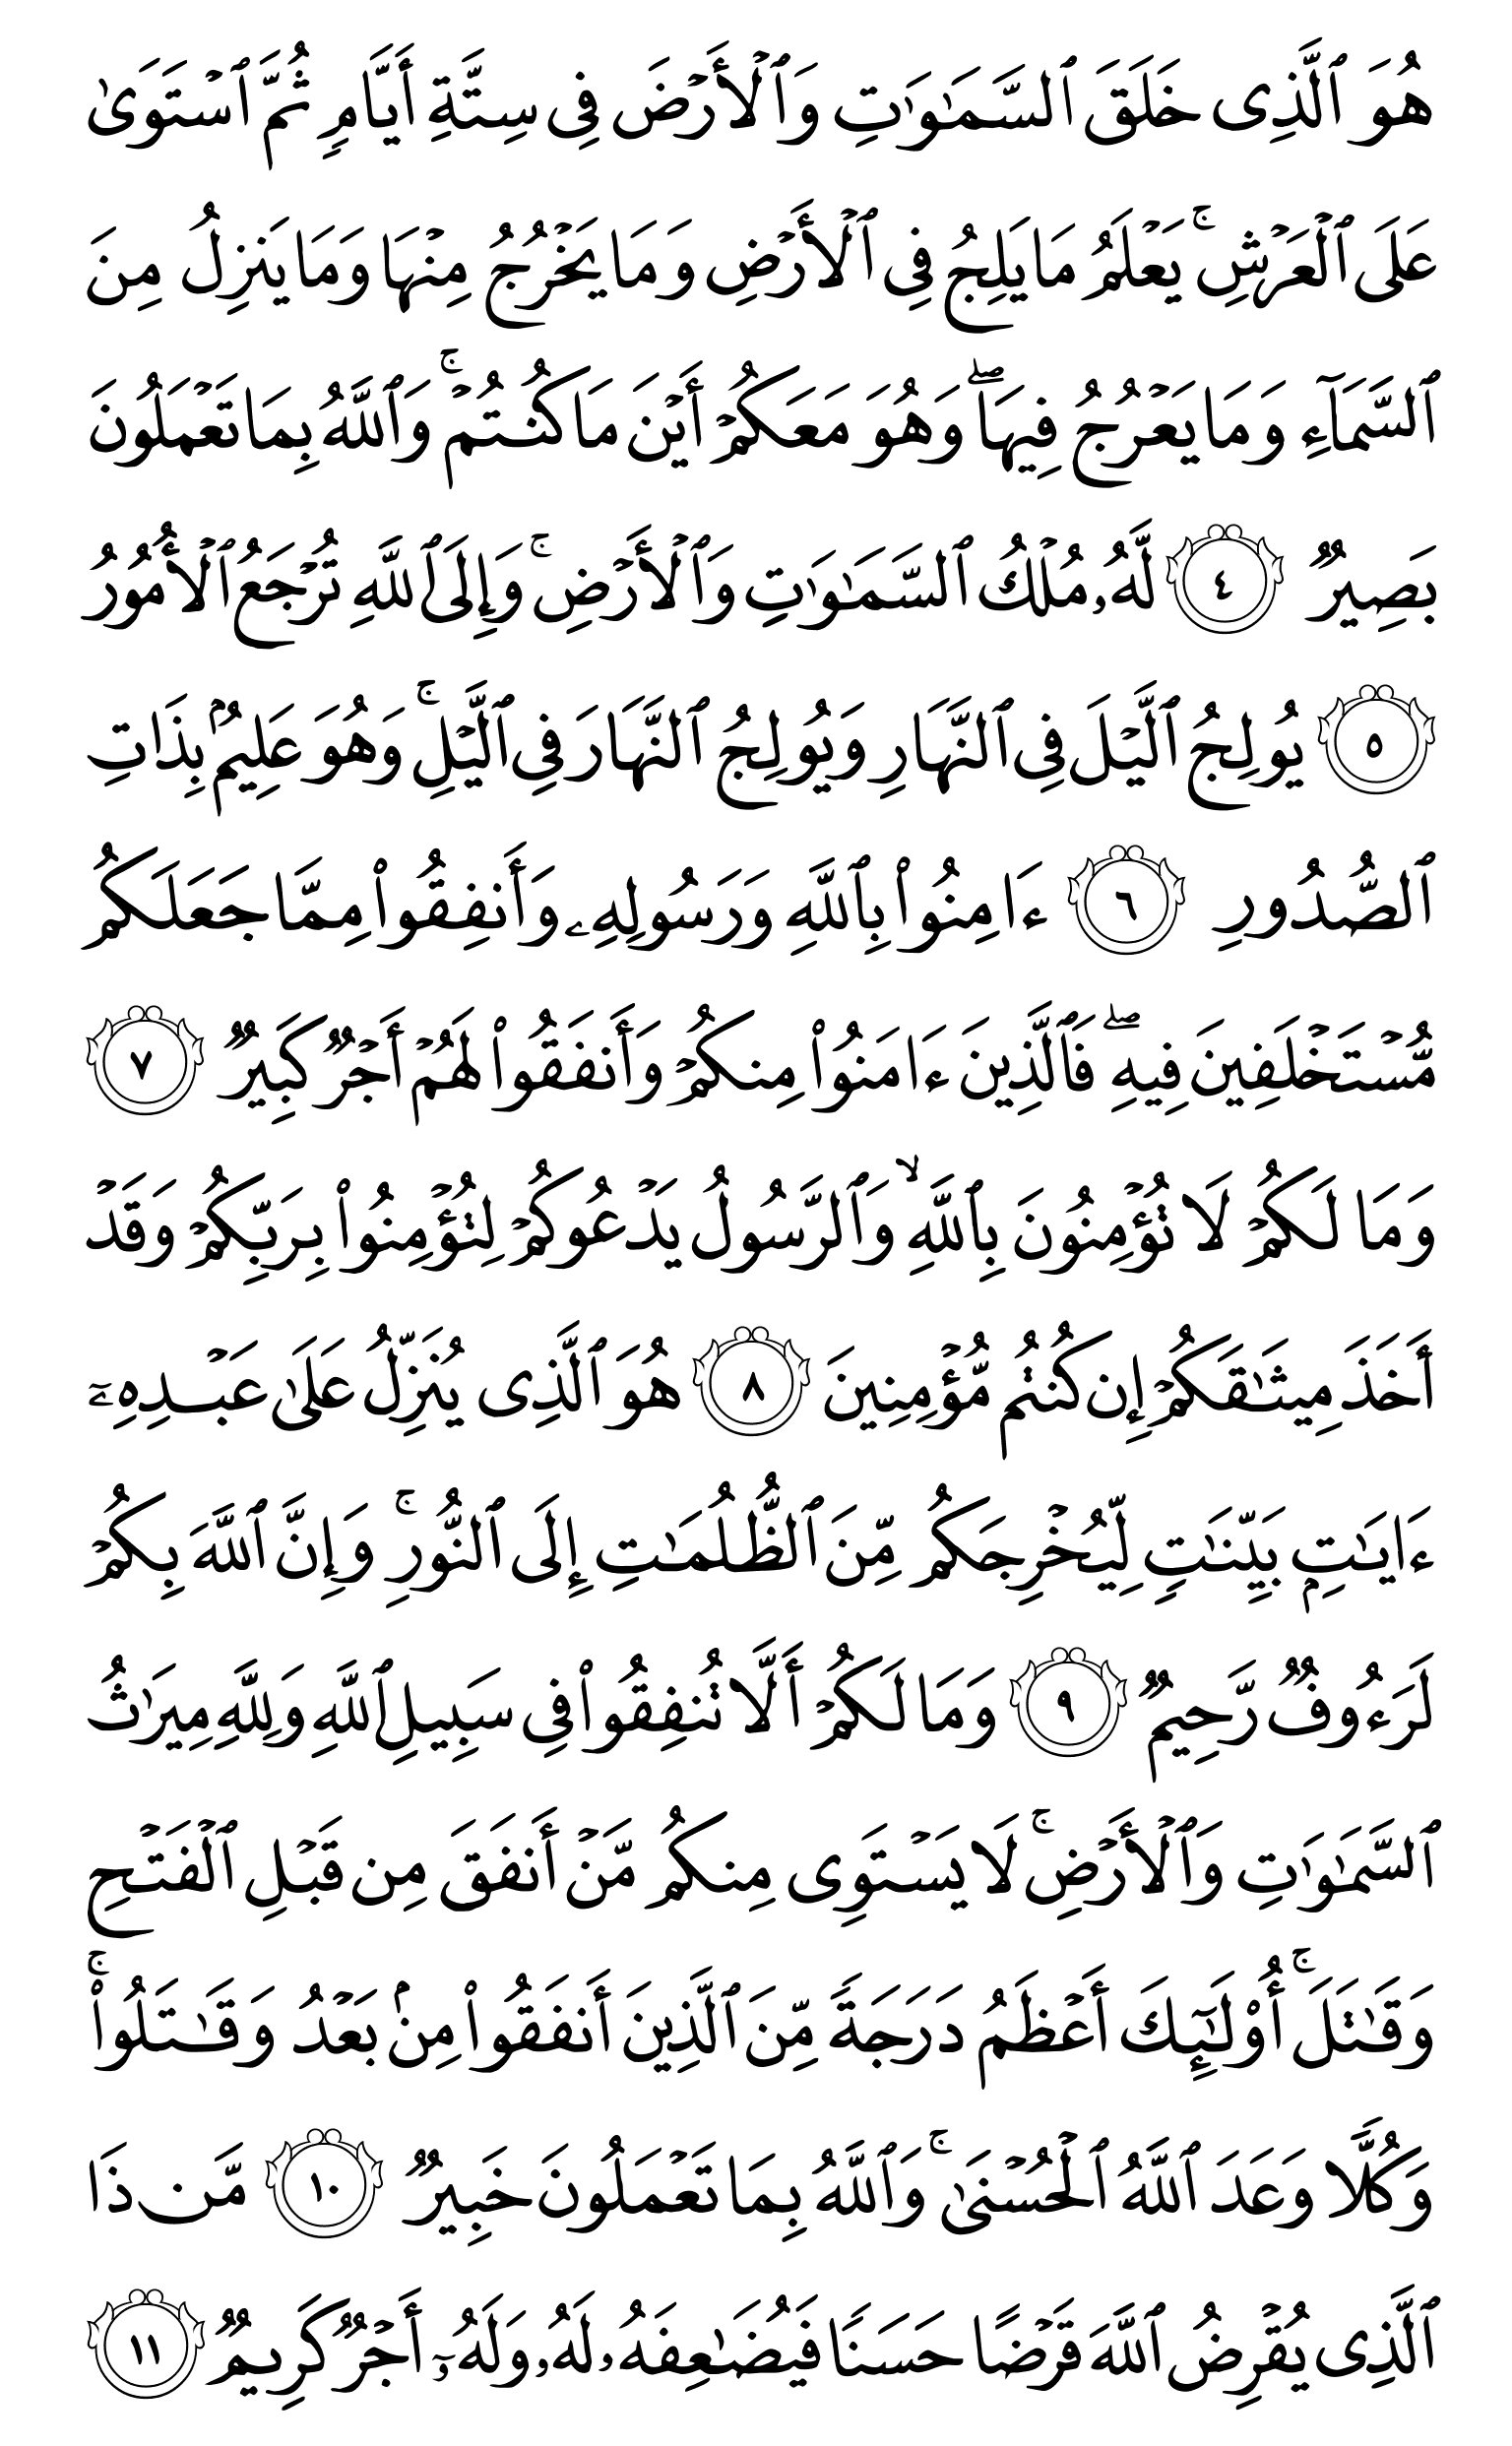 هُوَ ٱلَّذِى خَلَقَ ٱلسَّمَٰوَٰتِ وَٱلْأَرْضَ فِى سِتَّةِ أَيَّامٍ ثُمَّ ٱسْتَوَىٰ
عَلَى ٱلْعَرْشِ ۚ يَعْلَمُ مَا يَلِجُ فِى ٱلْأَرْضِ وَمَا يَخْرُجُ مِنْهَا وَمَا يَنزِلُ مِنَ
ٱلسَّمَآءِ وَمَا يَعْرُجُ فِيهَا ۖ وَهُوَ مَعَكُمْ أَيْنَ مَا كُنتُمْ ۚ وَٱللَّهُ بِمَا تَعْمَلُونَ
بَصِيرٌ ٤ لَّهُۥ مُلْكُ ٱلسَّمَٰوَٰتِ وَٱلْأَرْضِ ۚ وَإِلَى ٱللَّهِ تُرْجَعُ ٱلْأُمُورُ
٥ يُولِجُ ٱلَّيْلَ فِى ٱلنَّهَارِ وَيُولِجُ ٱلنَّهَارَ فِى ٱلَّيْلِ ۚ وَهُوَ عَلِيمٌۢ بِذَاتِ
ٱلصُّدُورِ ٦ ءَامِنُوا۟ بِٱللَّهِ وَرَسُولِهِۦ وَأَنفِقُوا۟ مِمَّا جَعَلَكُم
مُّسْتَخْلَفِينَ فِيهِ ۖ فَٱلَّذِينَ ءَامَنُوا۟ مِنكُمْ وَأَنفَقُوا۟ لَهُمْ أَجْرٌ كَبِيرٌ ٧
وَمَا لَكُمْ لَا تُؤْمِنُونَ بِٱللَّهِ ۙ وَٱلرَّسُولُ يَدْعُوكُمْ لِتُؤْمِنُوا۟ بِرَبِّكُمْ وَقَدْ
أَخَذَ مِيثَٰقَكُمْ إِن كُنتُم مُّؤْمِنِينَ ٨ هُوَ ٱلَّذِى يُنَزِّلُ عَلَىٰ عَبْدِهِۦٓ
ءَايَٰتٍۭ بَيِّنَٰتٍ لِّيُخْرِجَكُم مِّنَ ٱلظُّلُمَٰتِ إِلَى ٱلنُّورِ ۚ وَإِنَّ ٱللَّهَ بِكُمْ
لَرَءُوفٌ رَّحِيمٌ ٩ وَمَا لَكُمْ أَلَّا تُنفِقُوا۟ فِى سَبِيلِ ٱللَّهِ وَلِلَّهِ مِيرَٰثُ
ٱلسَّمَٰوَٰتِ وَٱلْأَرْضِ ۚ لَا يَسْتَوِى مِنكُم مَّنْ أَنفَقَ مِن قَبْلِ ٱلْفَتْحِ
وَقَٰتَلَ ۚ أُو۟لَٰٓئِكَ أَعْظَمُ دَرَجَةً مِّنَ ٱلَّذِينَ أَنفَقُوا۟ مِنۢ بَعْدُ وَقَٰتَلُوا۟ ۚ
وَكُلًّا وَعَدَ ٱللَّهُ ٱلْحُسْنَىٰ ۚ وَٱللَّهُ بِمَا تَعْمَلُونَ خَبِيرٌ ١٠ مَّن ذَا
ٱلَّذِى يُقْرِضُ ٱللَّهَ قَرْضًا حَسَنًا فَيُضَٰعِفَهُۥ لَهُۥ وَلَهُۥٓ أَجْرٌ كَرِيمٌ ١١